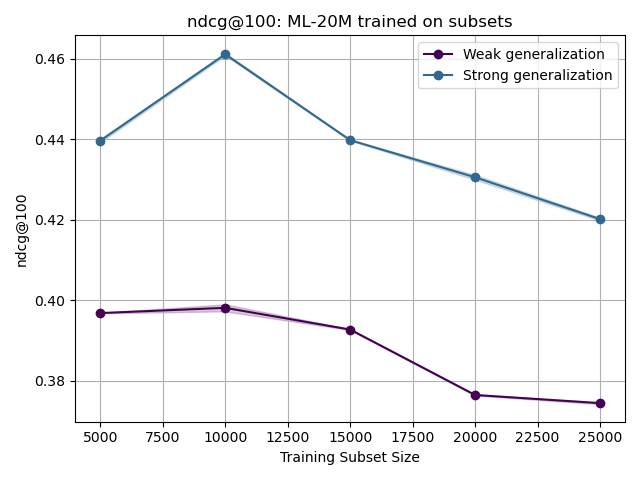 ndcg@100: ML-20M trained on subsets
Weak generalization
Strong generalization
ndcg@100
0.46
0.44
0.42
0.40
0.38
5000 7500 10000 12500 15000 17500 20000 22500 25000
Training Subset Size